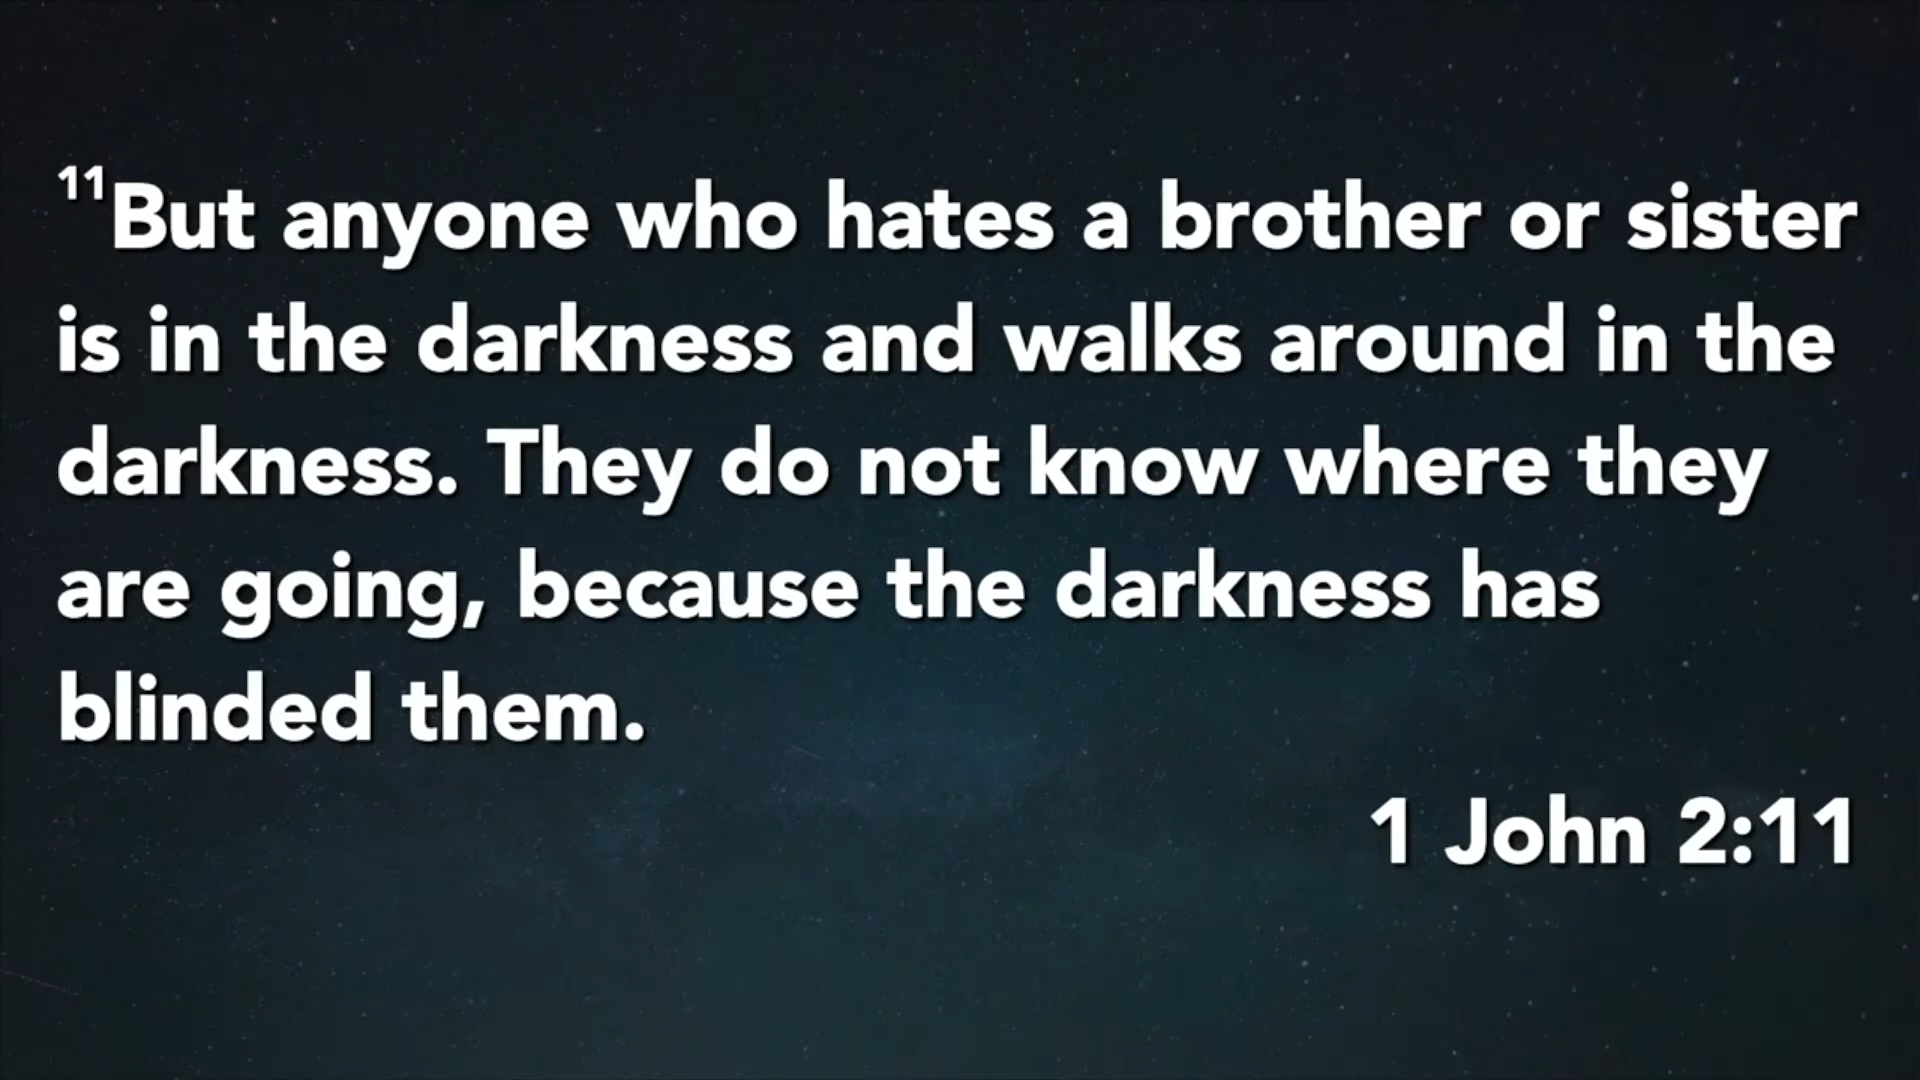 11But anyone who hates a brother or sister
is in the darkness and walks around in the
darkness. They do not know where they
are going, because the darkness has
blinded them.
1 John 2:11